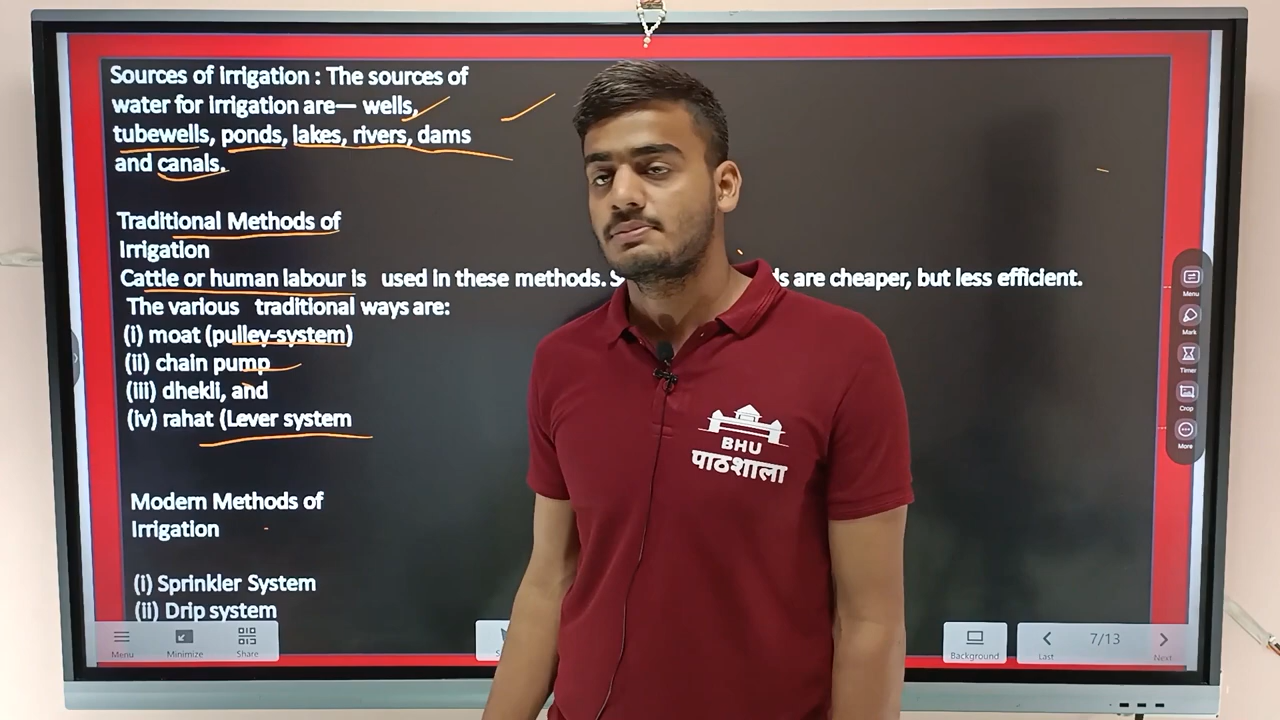 Sources of irrigation : The sources of
water for irrigation are— wells,
tubewells, ponds, lakes, rivers, dams
and canals.
Traditional Methods of
Irrigation
Cattle or human labour is used in these methods. are cheaper, but less efficient.
The various traditional ways are:
(i) moat (pulley-system)
(ii) chain pump
(iii) dhekli, and
(iv) rahat (Lever system
Modern Methods of
Irrigation
(i) Sprinkler System
(ii) Drip system
BHU
पाठशाला
Menu
Mark
Timer
Crop
More
Menu
Minimize
Share
Background
Last
7/13
Next